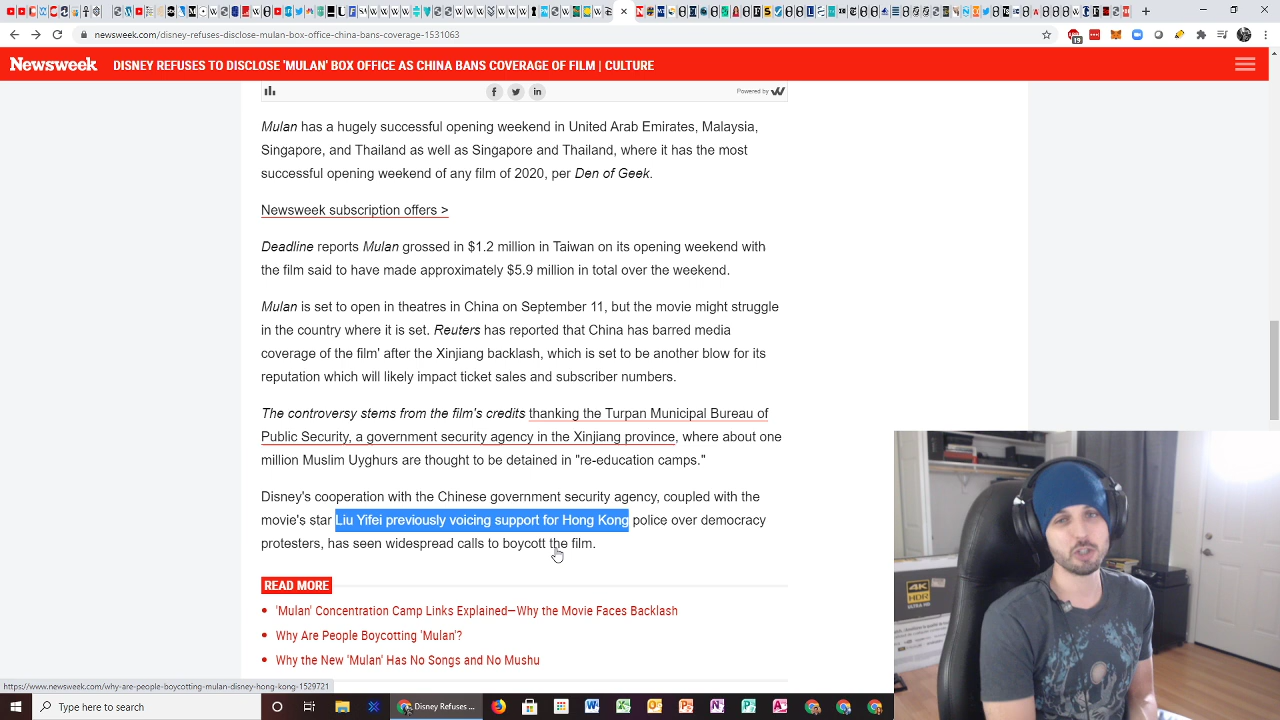 newsweek.com/disney-refuses-disclose-mulan-box-office-china-bans-coverage-1531063
19
Newsweek DISNEY REFUSES TO DISCLOSE 'MULAN' BOX OFFICE AS CHINA BANS COVERAGE OF FILM | CULTURE
Powered by
Mulan has a hugely successful opening weekend in United Arab Emirates, Malaysia,
Singapore, and Thailand as well as Singapore and Thailand, where it has the most
successful opening weekend of any film of 2020, per Den of Geek.
Newsweek subscription offers >
Deadline reports Mulan grossed in $1.2 million in Taiwan on its opening weekend with
the film said to have made approximately $5.9 million in total over the weekend.
Mulan is set to open in theatres in China on September 11, but the movie might struggle
in the country where it is set. Reuters has reported that China has barred media
coverage of the film' after the Xinjiang backlash, which is set to be another blow for its
reputation which will likely impact ticket sales and subscriber numbers.
The controversy stems from the film's credits thanking the Turpan Municipal Bureau of
Public Security, a government security agency in the Xinjiang province, where about one
million Muslim Uyghurs are thought to be detained in "re-education camps."
Disney's cooperation with the Chinese government security agency, coupled with the
movie's star Liu Yifei previously voicing support for Hong Kong police over democracy
protesters, has seen widespread calls to boycott the film.
READ MORE
'Mulan' Concentration Camp Links Explained—Why the Movie Faces Backlash
Why Are People Boycotting 'Mulan'?
Why the New 'Mulan' Has No Songs and No Mushu
https://www.newsweek.com/why-are-people-boycotting-mulan-disney-hong-kong-1529721
Type here to search
Disney Refuses ...
4K
HDR
ULTRA HD